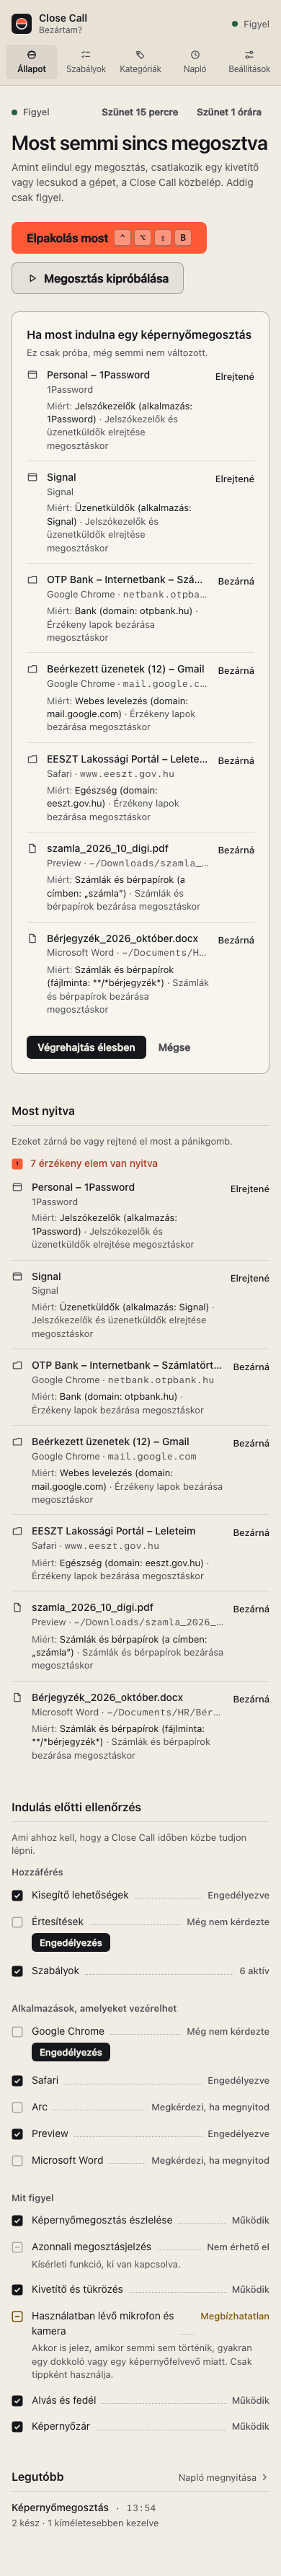 Close Call
Bezártam?
Figyel
Állapot
Szabályok
Kategóriák
Napló
Beállítások
Figyel
Szünet 15 percre
Szünet 1 órára
Most semmi sincs megosztva
Amint elindul egy megosztás, csatlakozik egy kivetítő
vagy lecsukod a gépet, a Close Call közbelép. Addig
csak figyel.
Elpakolás most ⌃ ⌥ ⇧ B
Megosztás kipróbálása
Ha most indulna egy képernyőmegosztás
Ez csak próba, még semmi nem változott.
Personal – 1Password
Elrejtené
1Password
Miért: Jelszókezelők (alkalmazás:
1Password) · Jelszókezelők és
üzenetküldők elrejtése
megosztáskor
Signal
Elrejtené
Signal
Miért: Üzenetküldők (alkalmazás:
Signal) · Jelszókezelők és
üzenetküldők elrejtése
megosztáskor
OTP Bank – Internetbank – Szá…
Bezárná
Google Chrome · netbank.otpba…
Miért: Bank (domain: otpbank.hu) ·
Érzékeny lapok bezárása
megosztáskor
Beérkezett üzenetek (12) – Gmail
Bezárná
Google Chrome · mail.google.c…
Miért: Webes levelezés (domain:
mail.google.com) · Érzékeny lapok
bezárása megosztáskor
EESZT Lakossági Portál – Lelete…
Bezárná
Safari · www.eeszt.gov.hu
Miért: Egészség (domain:
eeszt.gov.hu) · Érzékeny lapok
bezárása megosztáskor
szamla_2026_10_digi.pdf
Bezárná
Preview · ~/Downloads/szamla_…
Miért: Számlák és bérpapírok (a
címben: „szamla") · Számlák és
bérpapírok bezárása megosztáskor
Bérjegyzék_2026_október.docx
Bezárná
Microsoft Word · ~/Documents/H…
Miért: Számlák és bérpapírok
(fájlminta: **/*bérjegyzék*) · Számlák
és bérpapírok bezárása
megosztáskor
Végrehajtás élesben
Mégse
Most nyitva
Ezeket zárná be vagy rejtené el most a pánikgomb.
7 érzékeny elem van nyitva
Personal – 1Password
Elrejtené
1Password
Miért: Jelszókezelők (alkalmazás:
1Password) · Jelszókezelők és
üzenetküldők elrejtése megosztáskor
Signal
Elrejtené
Signal
Miért: Üzenetküldők (alkalmazás: Signal) ·
Jelszókezelők és üzenetküldők elrejtése
megosztáskor
OTP Bank – Internetbank – Számlatört…
Bezárná
Google Chrome · netbank.otpbank.hu
Miért: Bank (domain: otpbank.hu) ·
Érzékeny lapok bezárása megosztáskor
Beérkezett üzenetek (12) – Gmail
Bezárná
Google Chrome · mail.google.com
Miért: Webes levelezés (domain:
mail.google.com) · Érzékeny lapok bezárása
megosztáskor
EESZT Lakossági Portál – Leleteim
Bezárná
Safari · www.eeszt.gov.hu
Miért: Egészség (domain: eeszt.gov.hu) ·
Érzékeny lapok bezárása megosztáskor
szamla_2026_10_digi.pdf
Bezárná
Preview · ~/Downloads/szamla_2026_…
Miért: Számlák és bérpapírok (a címben:
„szamla") · Számlák és bérpapírok bezárása
megosztáskor
Bérjegyzék_2026_október.docx
Bezárná
Microsoft Word · ~/Documents/HR/Bér…
Miért: Számlák és bérpapírok (fájlminta:
**/*bérjegyzék*) · Számlák és bérpapírok
bezárása megosztáskor
Indulás előtti ellenőrzés
Ami ahhoz kell, hogy a Close Call időben közbe tudjon
lépni.
Hozzáférés
Kisegítő lehetőségek
Engedélyezve
Értesítések
Még nem kérdezte
Engedélyezés
Szabályok
6 aktív
Alkalmazások, amelyeket vezérelhet
Google Chrome
Még nem kérdezte
Engedélyezés
Safari
Engedélyezve
Arc
Megkérdezi, ha megnyitod
Preview
Engedélyezve
Microsoft Word
Megkérdezi, ha megnyitod
Mit figyel
Képernyőmegosztás észlelése
Működik
Azonnali megosztásjelzés
Nem érhető el
Kísérleti funkció, ki van kapcsolva.
Kivetítő és tükrözés
Működik
Használatban lévő mikrofon és
kamera
Megbízhatatlan
Akkor is jelez, amikor semmi sem történik, gyakran
egy dokkoló vagy egy képernyőfelvevő miatt. Csak
tippként használja.
Alvás és fedél
Működik
Képernyőzár
Működik
Legutóbb
Napló megnyitása
Képernyőmegosztás · 13:54
2 kész · 1 kíméletesebben kezelve